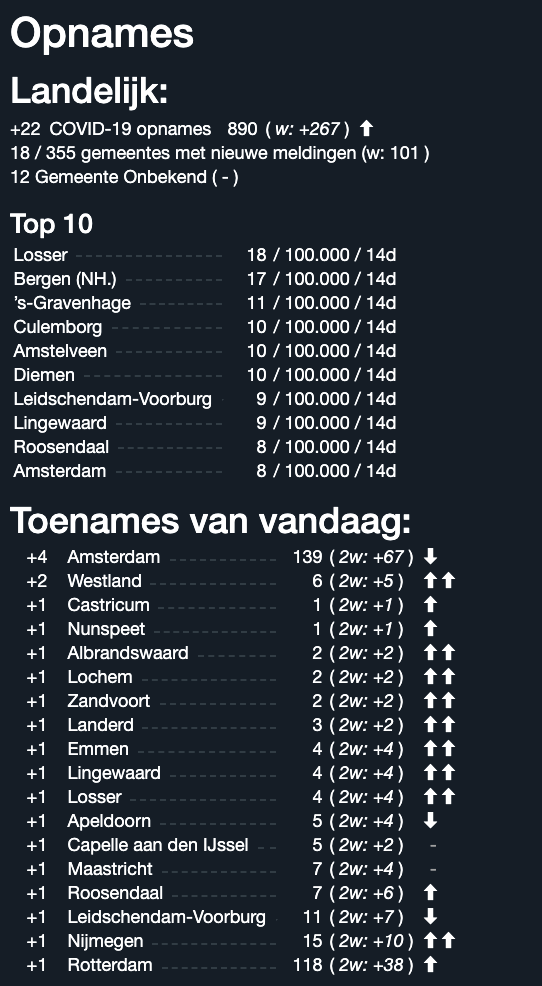 Opnames
Landelijk:
+22 COVID-19 opnames 890 ( w: +267 ) ⬆
18 / 355 gemeentes met nieuwe meldingen (w: 101 )
12 Gemeente Onbekend ( - )
Top 10
Losser 18 / 100.000 / 14d
Bergen (NH.) 17 / 100.000 / 14d
's-Gravenhage 11 / 100.000 / 14d
Culemborg 10 / 100.000 / 14d
Amstelveen 10 / 100.000 / 14d
Diemen 10 / 100.000 / 14d
Leidschendam-Voorburg 9 / 100.000 / 14d
Lingewaard 9 / 100.000 / 14d
Roosendaal 8 / 100.000 / 14d
Amsterdam 8 / 100.000 / 14d
Toenames van vandaag:
+4 Amsterdam 139 ( 2w: +67 ) ⬇
+2 Westland 6 ( 2w: +5 ) ⬆⬆
+1 Castricum 1 ( 2w: +1 ) ⬆
+1 Nunspeet 1 ( 2w: +1 ) ⬆
+1 Albrandswaard 2 ( 2w: +2 ) ⬆⬆
+1 Lochem 2 ( 2w: +2 ) ⬆⬆
+1 Zandvoort 2 ( 2w: +2 ) ⬆⬆
+1 Landerd 3 ( 2w: +2 ) ⬆⬆
+1 Emmen 4 ( 2w: +4 ) ⬆⬆
+1 Lingewaard 4 ( 2w: +4 ) ⬆⬆
+1 Losser 4 ( 2w: +4 ) ⬆⬆
+1 Apeldoorn 5 ( 2w: +4 ) ⬇
+1 Capelle aan den IJssel 5 ( 2w: +2 ) -
+1 Maastricht 7 ( 2w: +4 ) -
+1 Roosendaal 7 ( 2w: +6 ) ⬆
+1 Leidschendam-Voorburg 11 ( 2w: +7 ) ⬇
+1 Nijmegen 15 ( 2w: +10 ) ⬆⬆
+1 Rotterdam 118 ( 2w: +38 ) ⬆